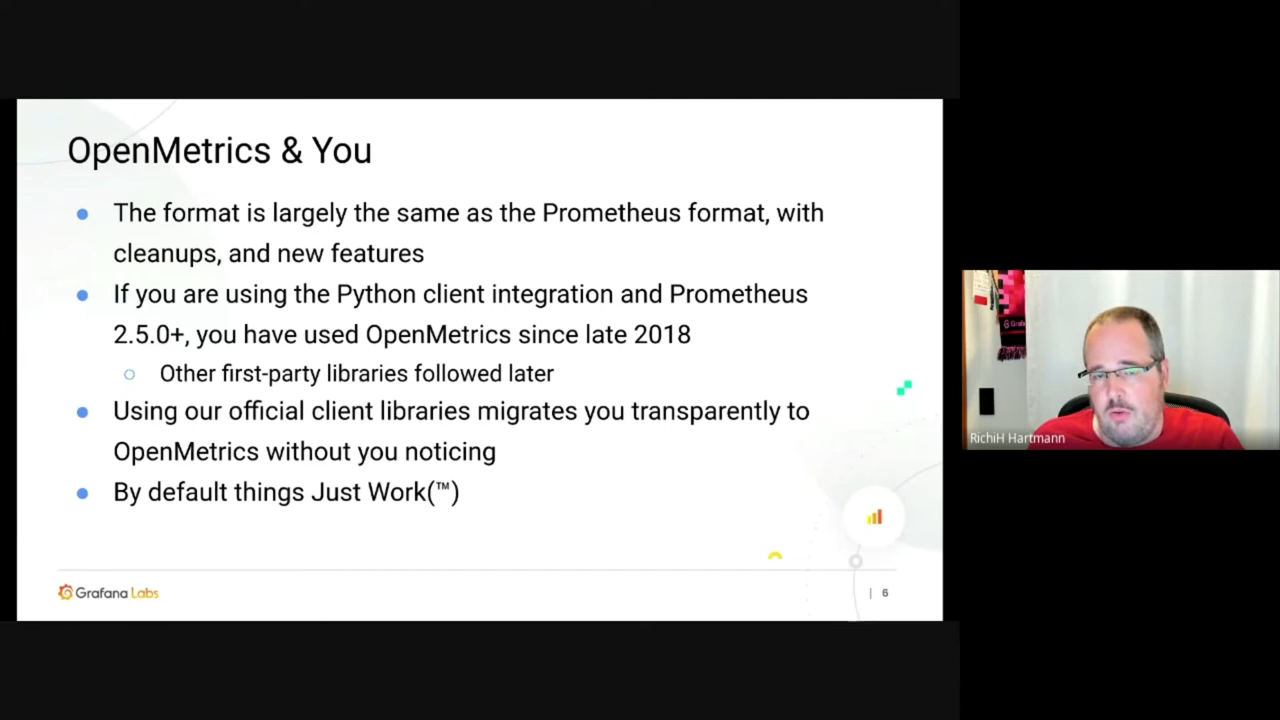 OpenMetrics & You
● The format is largely the same as the Prometheus format, with
cleanups, and new features
● If you are using the Python client integration and Prometheus
2.5.0+, you have used OpenMetrics since late 2018
○ Other first-party libraries followed later
● Using our official client libraries migrates you transparently to
OpenMetrics without you noticing
● By default things Just Work(™)
Grafana Labs
| 6
RichiH Hartmann